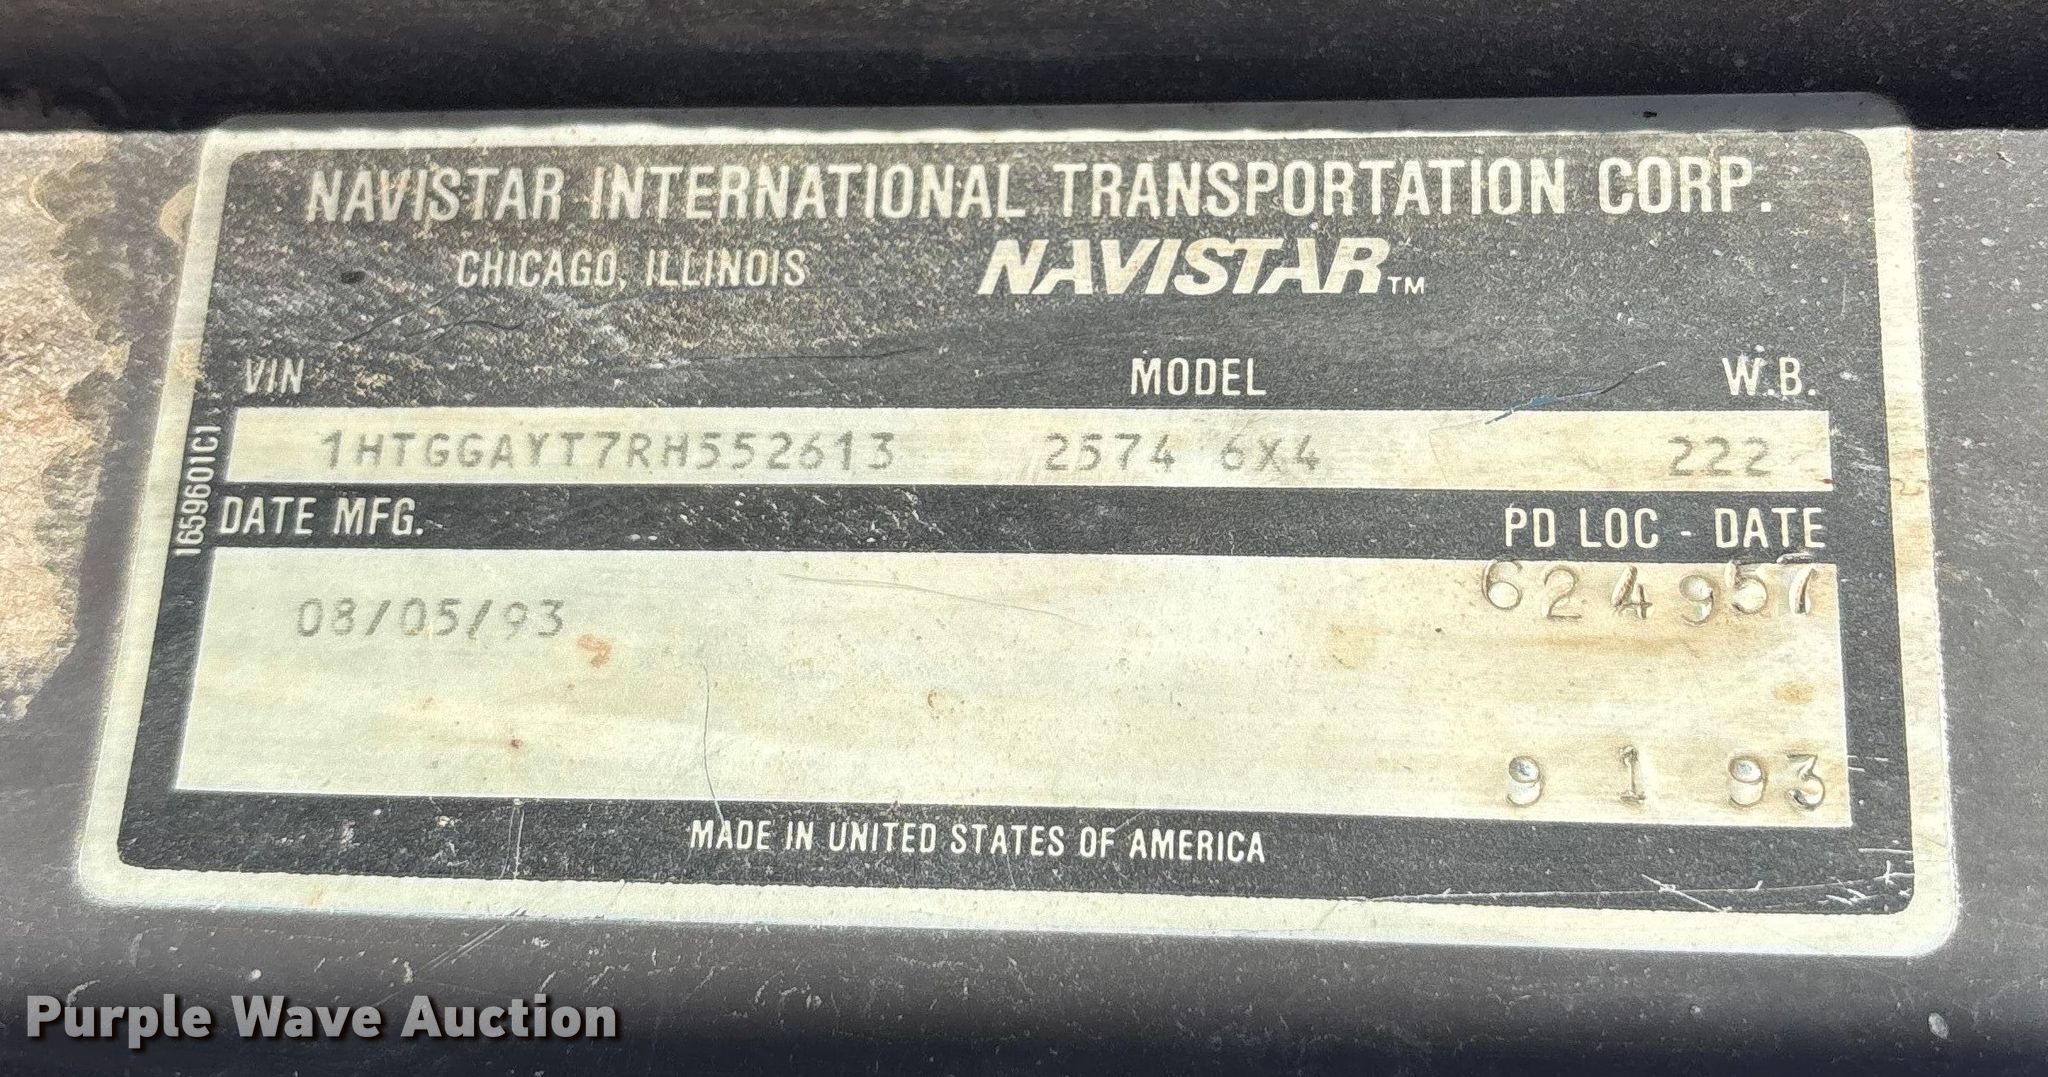 NAVISTAR INTERNATIONAL TRANSPORTATION CORP.
CHICAGO, ILLINOIS NAVISTAR™
VIN MODEL W.B.
1HTGGAYT7RH552613 2574 6X4 222
1659601C1
DATE MFG. PD LOC - DATE
624957
08/05/93
9 1 93
MADE IN UNITED STATES OF AMERICA
Purple Wave Auction